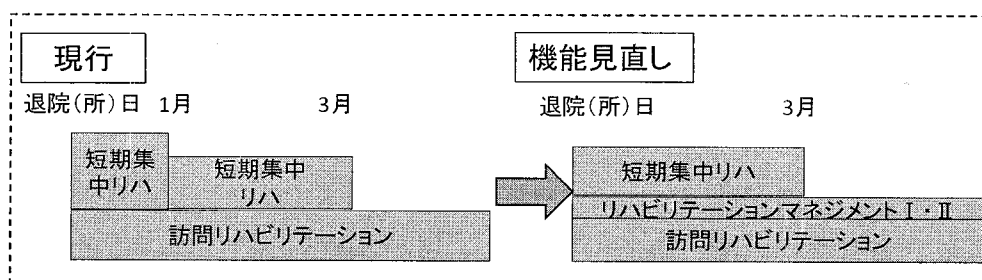 現行
退院(所)日 1月 3月
短期集
中リハ
短期集中
リハ
訪問リハビリテーション
機能見直し
退院(所)日 3月
短期集中リハ
リハビリテーションマネジメントⅠ・Ⅱ
訪問リハビリテーション